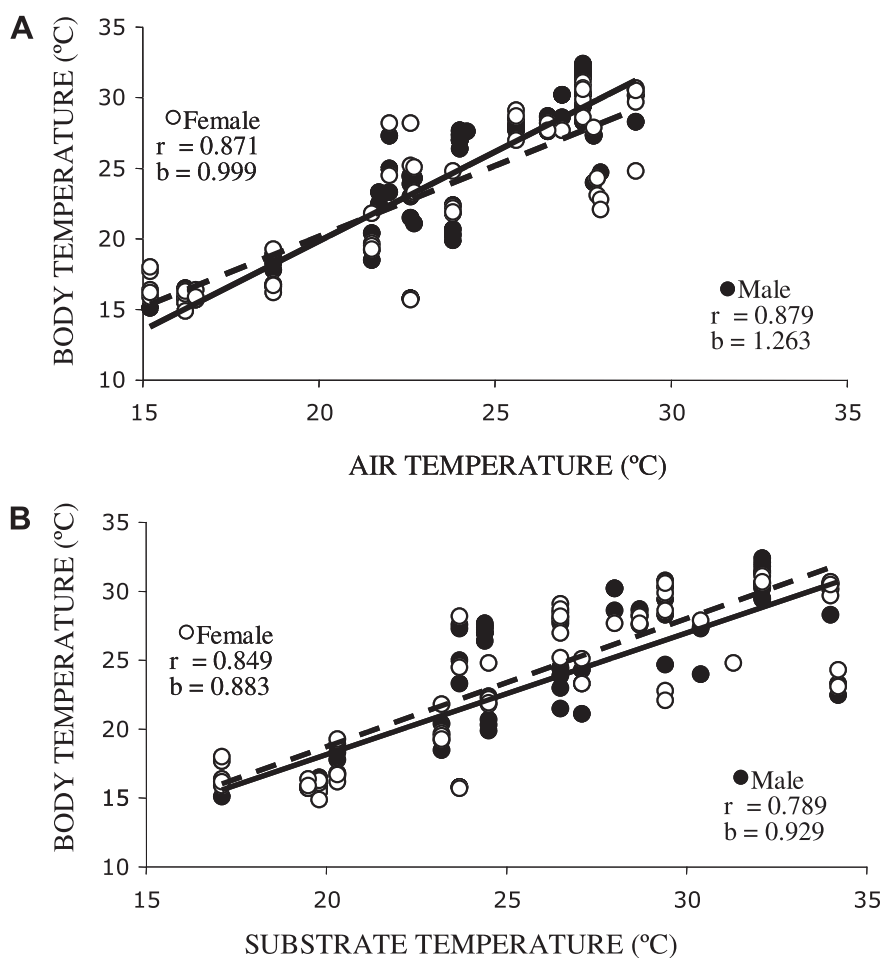 A
BODY TEMPERATURE (ºC)
35
30
25
20
15
10
Female
r = 0.871
b = 0.999
Male
r = 0.879
b = 1.263
15 20 25 30 35
AIR TEMPERATURE (ºC)
B
BODY TEMPERATURE (ºC)
35
30
25
20
15
10
Female
r = 0.849
b = 0.883
Male
r = 0.789
b = 0.929
15 20 25 30 35
SUBSTRATE TEMPERATURE (ºC)